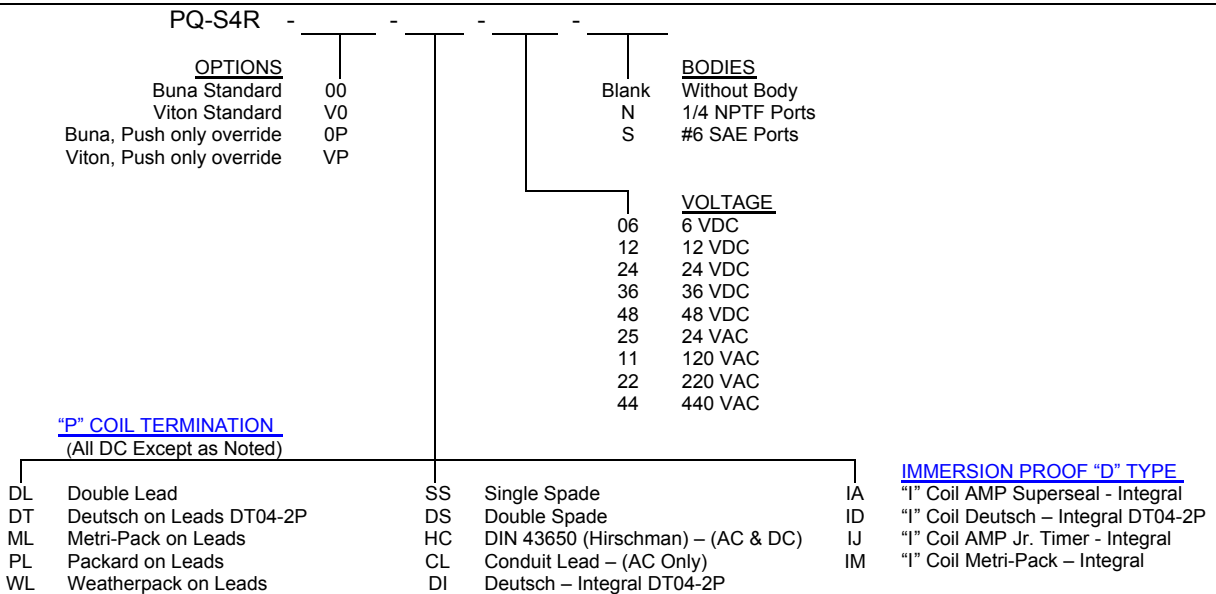 PQ-S4R - - - -
OPTIONS
Buna Standard 00
Viton Standard V0
Buna, Push only override 0P
Viton, Push only override VP
BODIES
Blank Without Body
N 1/4 NPTF Ports
S #6 SAE Ports
VOLTAGE
06 6 VDC
12 12 VDC
24 24 VDC
36 36 VDC
48 48 VDC
25 24 VAC
11 120 VAC
22 220 VAC
44 440 VAC
“P” COIL TERMINATION
(All DC Except as Noted)
DL Double Lead
DT Deutsch on Leads DT04-2P
ML Metri-Pack on Leads
PL Packard on Leads
WL Weatherpack on Leads
SS Single Spade
DS Double Spade
HC DIN 43650 (Hirschman) – (AC & DC)
CL Conduit Lead – (AC Only)
DI Deutsch – Integral DT04-2P
IMMERSION PROOF “D” TYPE
IA “I” Coil AMP Superseal - Integral
ID “I” Coil Deutsch – Integral DT04-2P
IJ “I” Coil AMP Jr. Timer - Integral
IM “I” Coil Metri-Pack – Integral